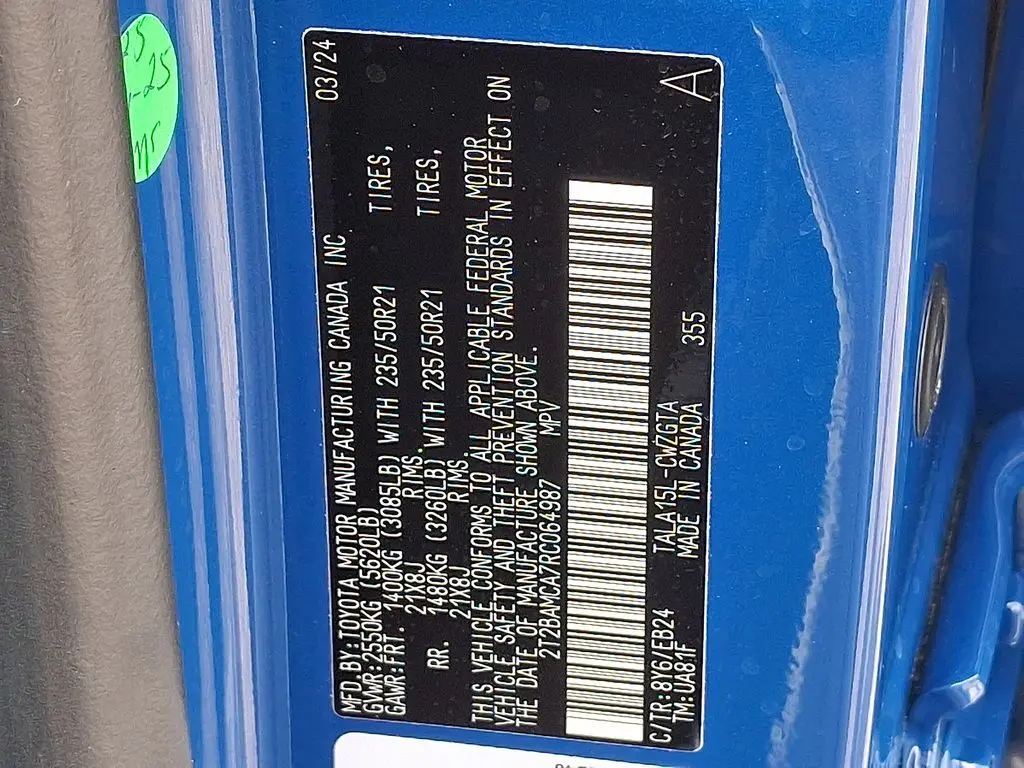 MFD.BY:TOYOTA MOTOR MANUFACTURING CANADA INC 03/24
GVWR:2550KG (5620LB)
GAWR:FRT. 1400KG (3085LB) WITH 235/50R21 TIRES,
21X8J RIMS.
RR. 1480KG (3260LB) WITH 235/50R21 TIRES,
21X8J RIMS
THIS VEHICLE CONFORMS TO ALL APPLICABLE FEDERAL MOTOR
VEHICLE SAFETY AND THEFT PREVENTION STANDARDS IN EFFECT ON
THE DATE OF MANUFACTURE SHOWN ABOVE.
2T2BAMCA7RC064987 MPV
C/TR:8Y6/EB24 TALA15L-CWZGTA 355 A
TM:UA81F MADE IN CANADA